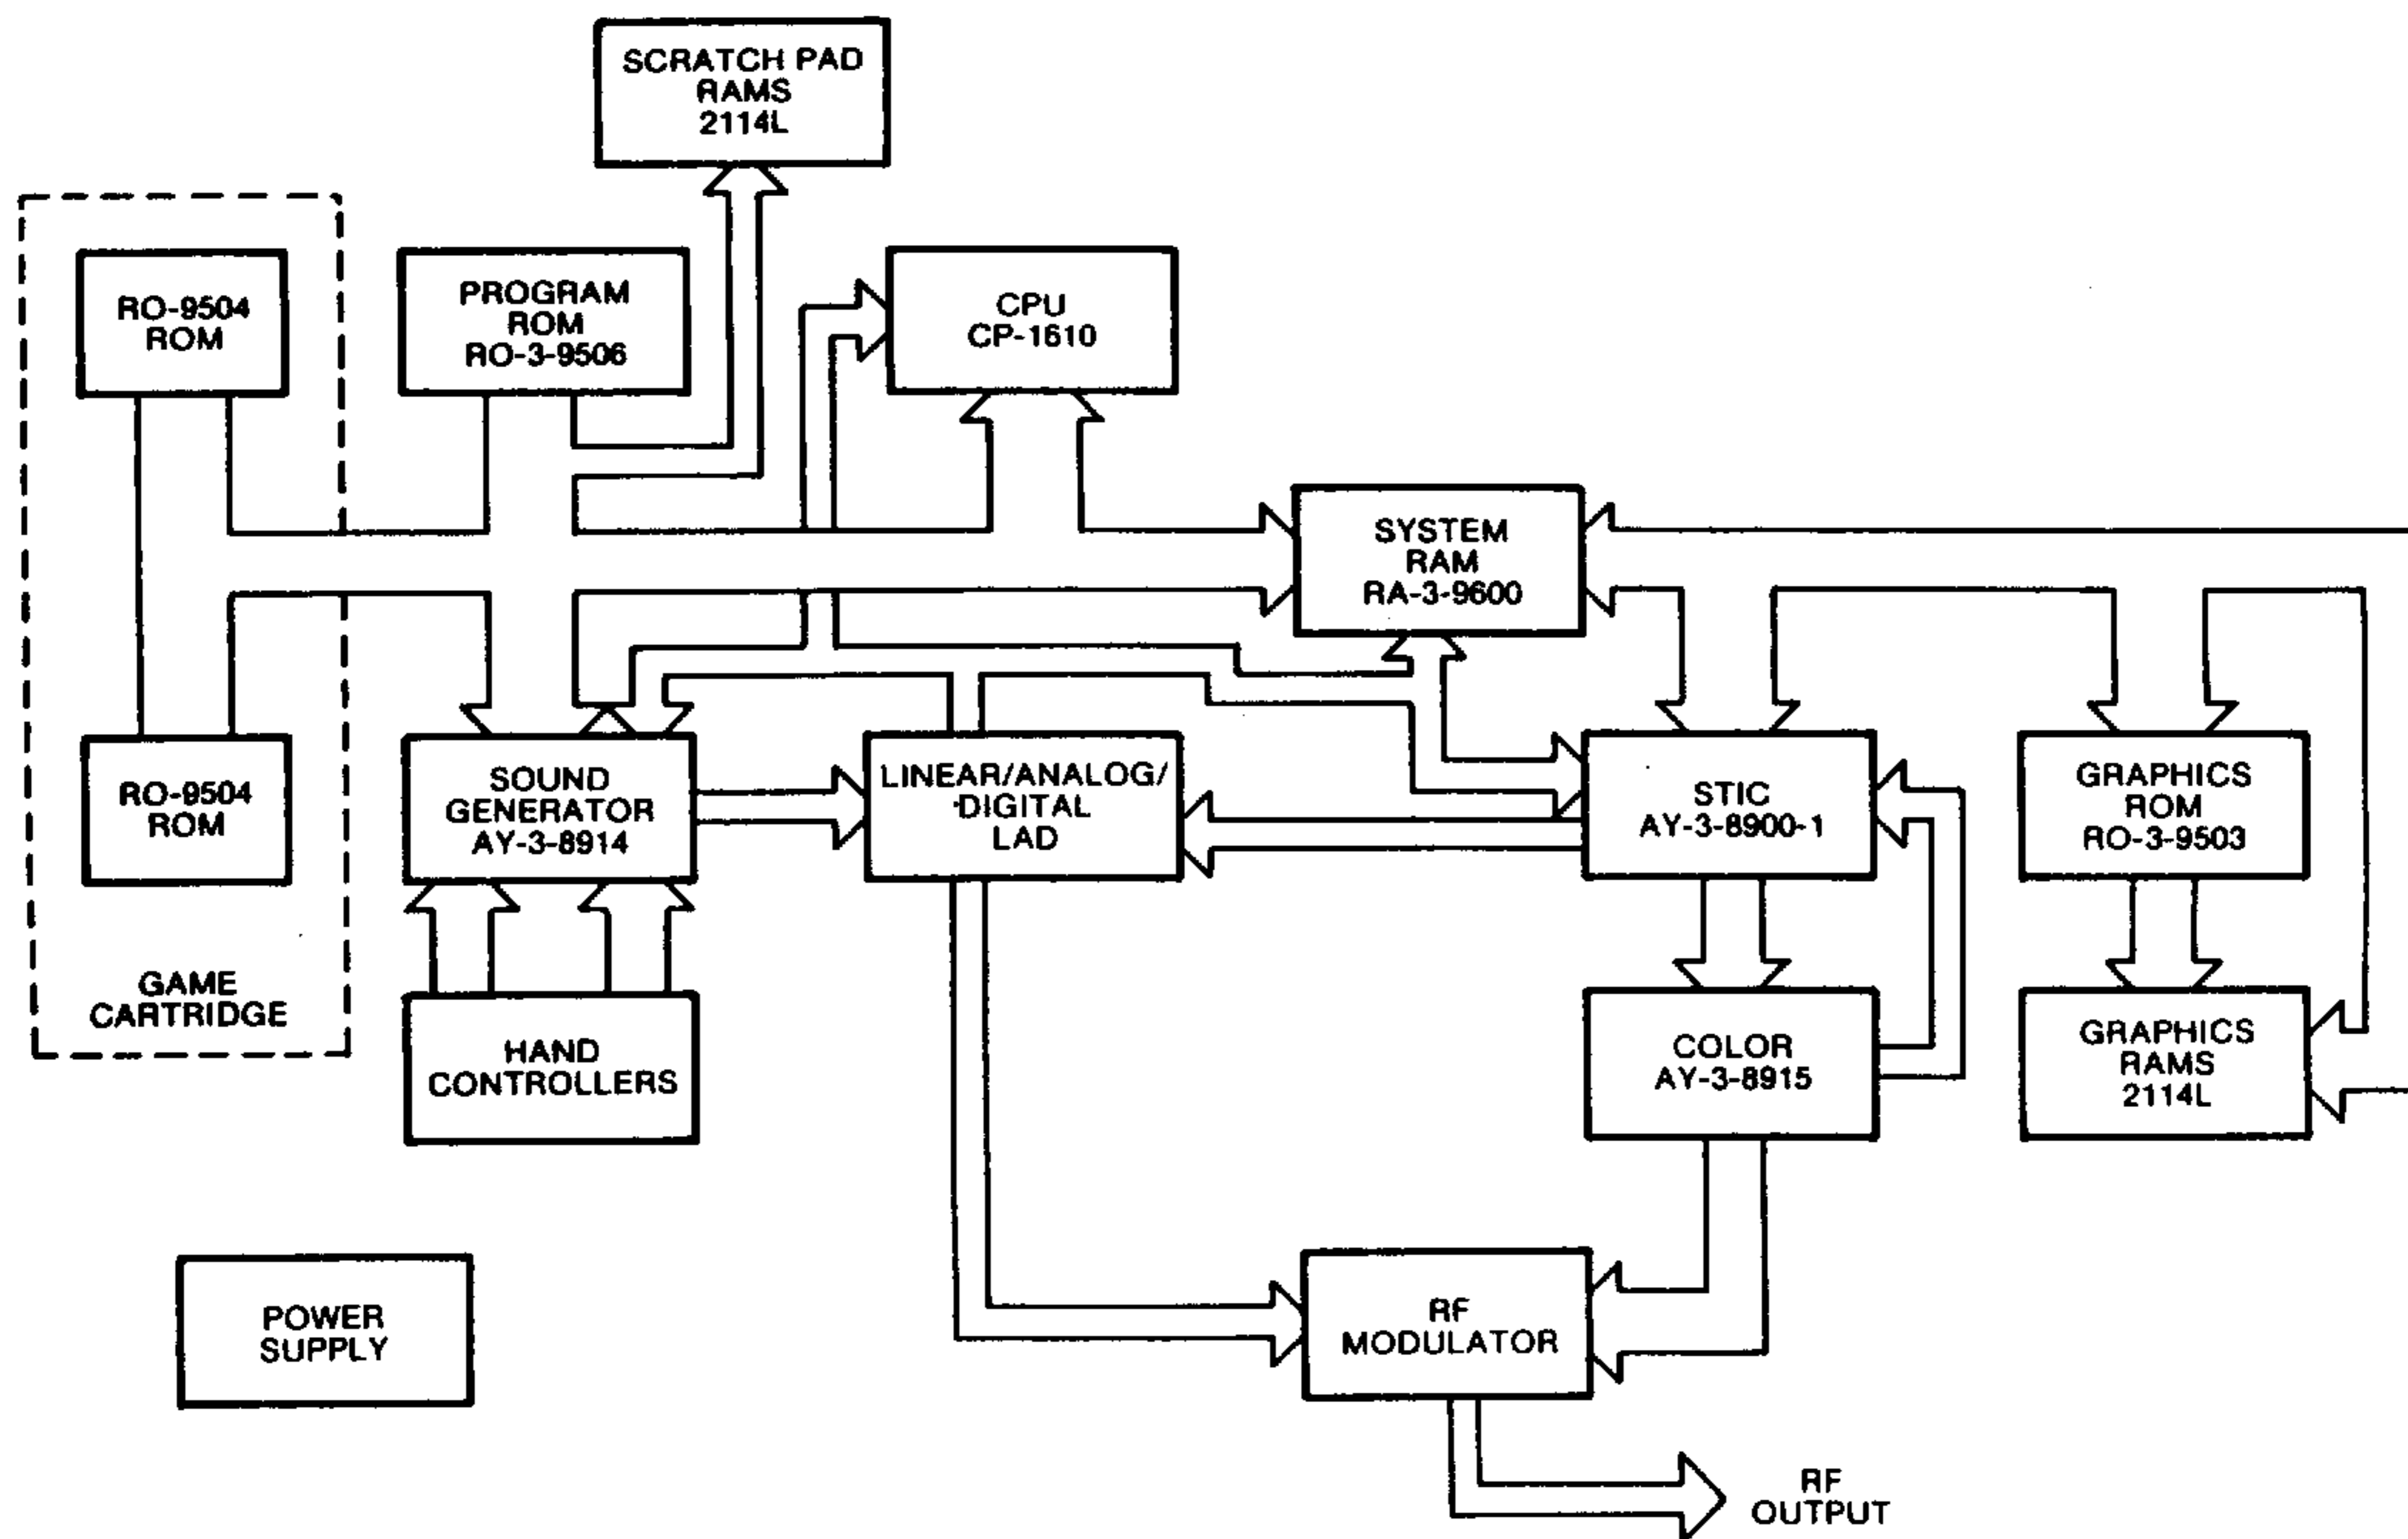 SCRATCH PAD
RAMS
2114L
RO-9504
ROM
PROGRAM
ROM
RO-3-9506
CPU
CP-1610
SYSTEM
RAM
RA-3-9600
RO-9504
ROM
SOUND
GENERATOR
AY-3-8914
LINEAR/ANALOG/
DIGITAL
LAD
STIC
AY-3-8900-1
GRAPHICS
ROM
RO-3-9503
GAME
CARTRIDGE
HAND
CONTROLLERS
COLOR
AY-3-8915
GRAPHICS
RAMS
2114L
POWER
SUPPLY
RF
MODULATOR
RF
OUTPUT